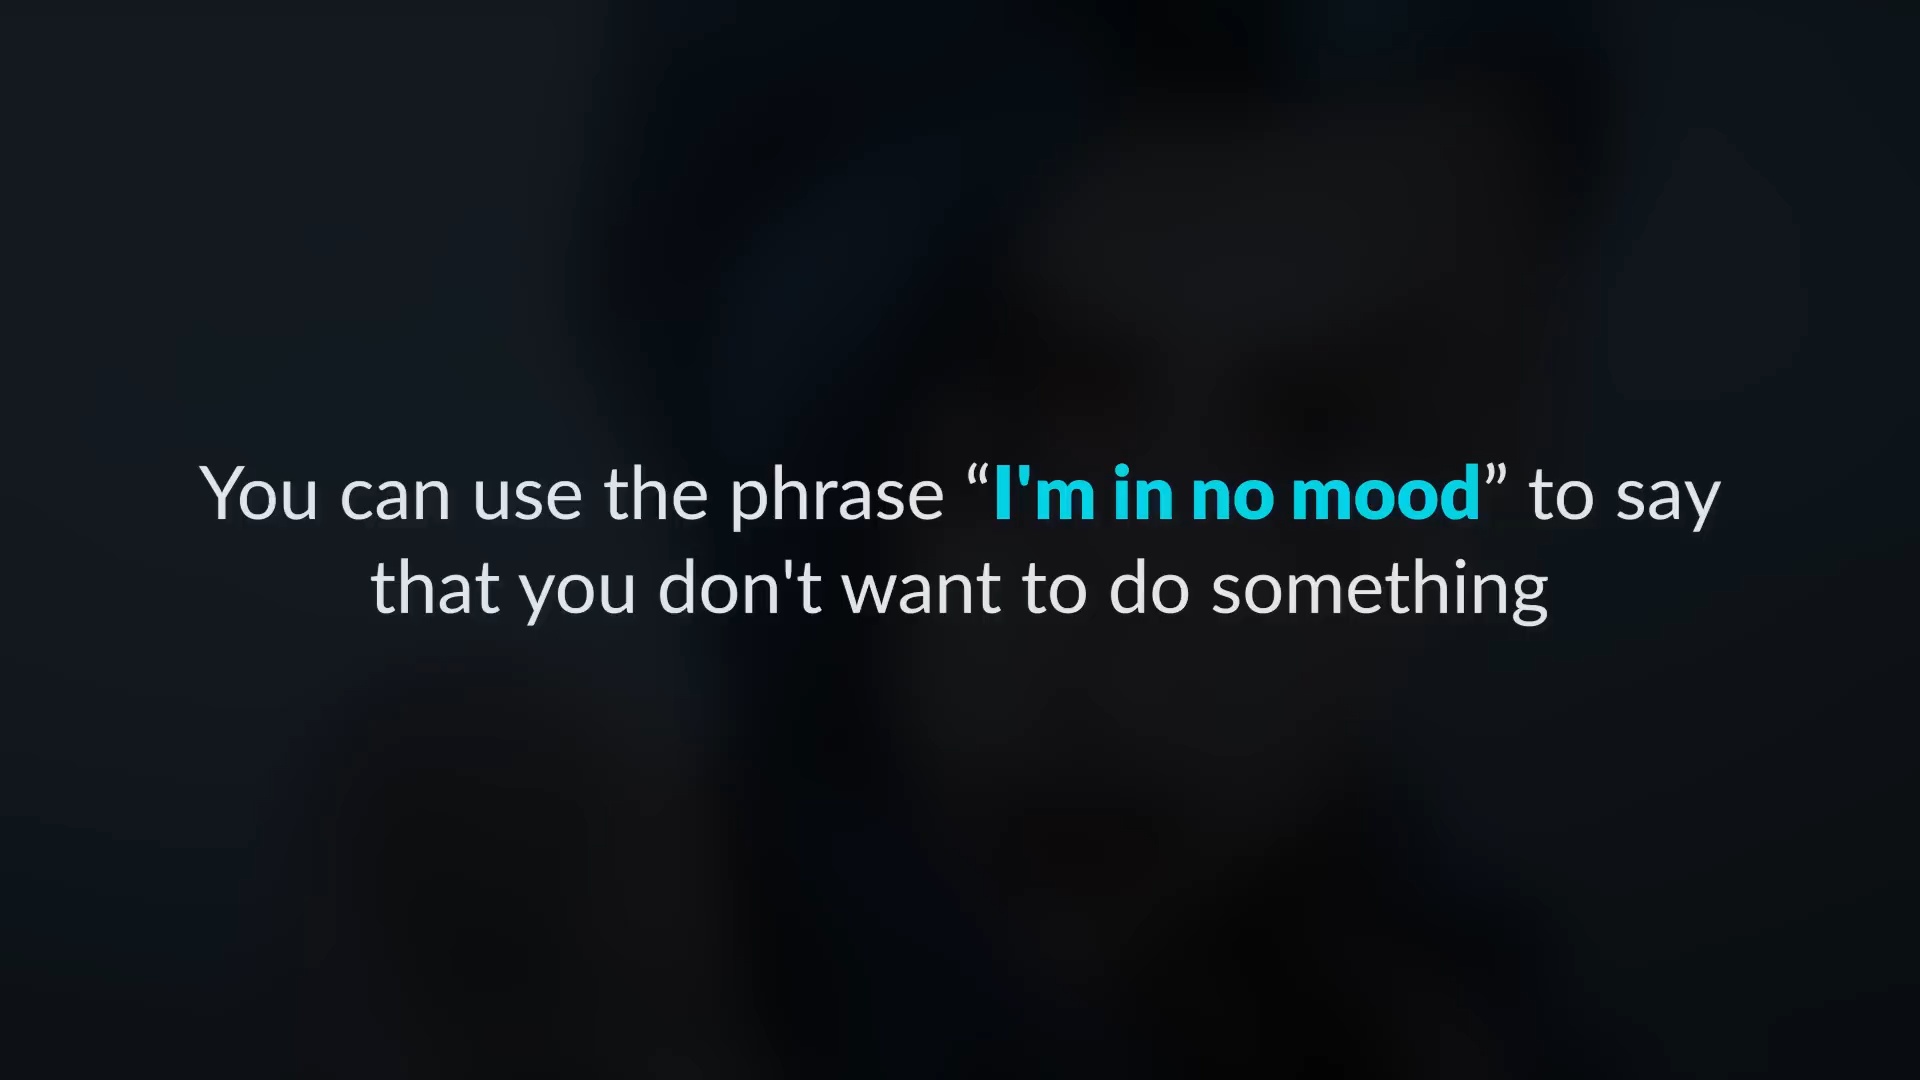 You can use the phrase “I'm in no mood” to say
that you don't want to do something